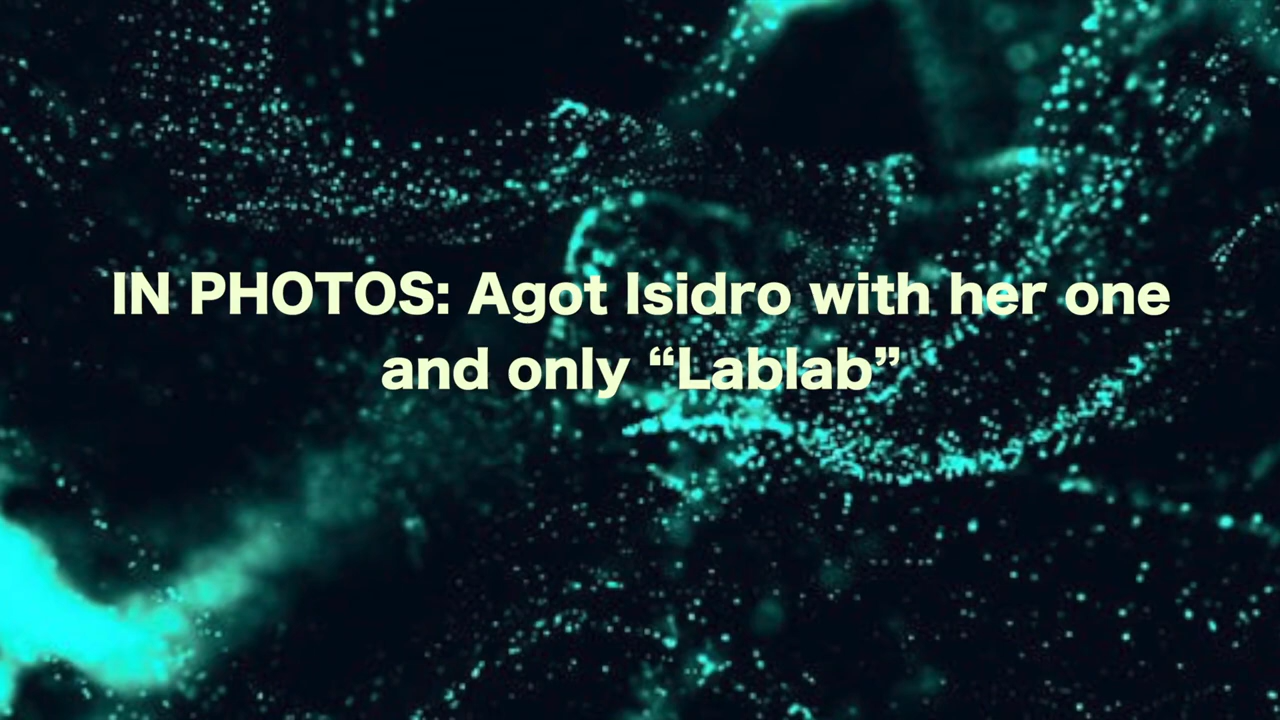 IN PHOTOS: Agot Isidro with her one
and only “Lablab”